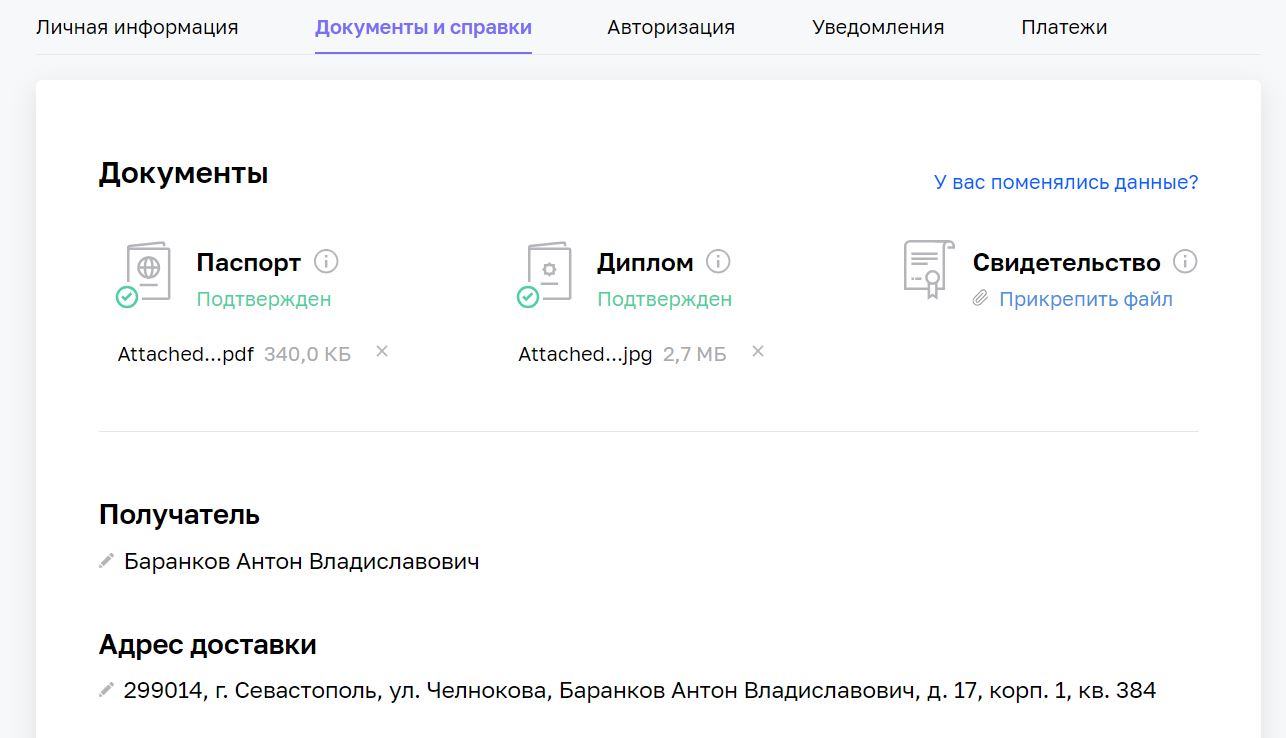 Личная информация Документы и справки Авторизация Уведомления Платежи
Документы
У вас поменялись данные?
Паспорт
Подтвержден
Attached...pdf 340,0 КБ
Диплом
Подтвержден
Attached...jpg 2,7 МБ
Свидетельство
Прикрепить файл
Получатель
Баранков Антон Владиславович
Адрес доставки
299014, г. Севастополь, ул. Челнокова, Баранков Антон Владиславович, д. 17, корп. 1, кв. 384